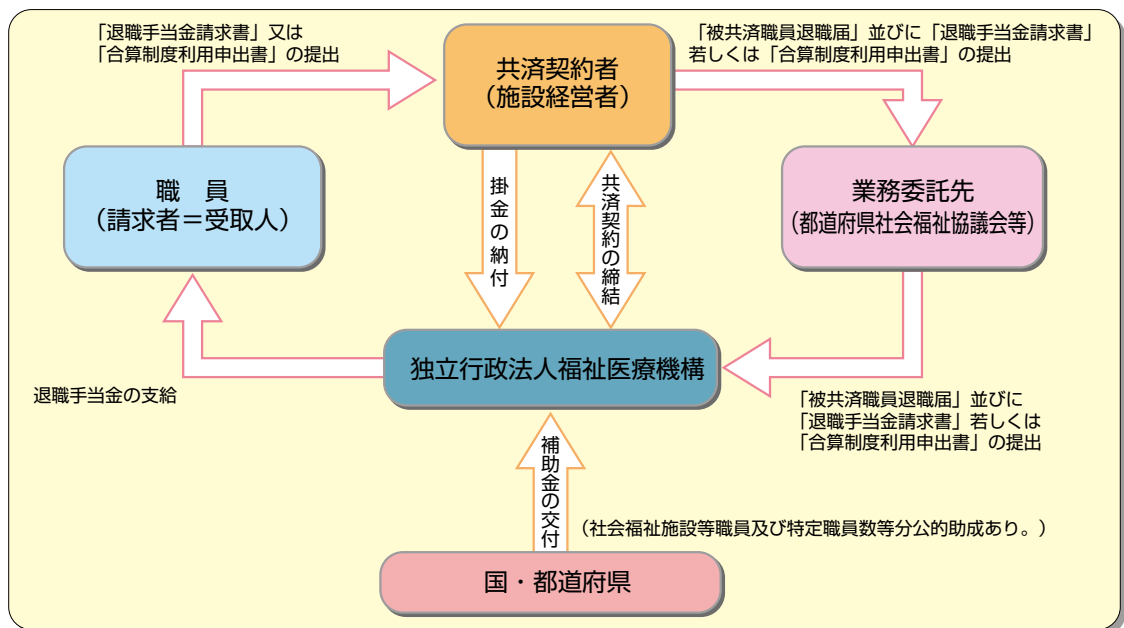 「退職手当金請求書」又は
「合算制度利用申出書」の提出
「被共済職員退職届」並びに「退職手当金請求書」
若しくは「合算制度利用申出書」の提出
共済契約者
（施設経営者）
職　員
（請求者＝受取人）
業務委託先
（都道府県社会福祉協議会等）
掛金の納付
共済契約の締結
独立行政法人福祉医療機構
退職手当金の支給
「被共済職員退職届」並びに
「退職手当金請求書」若しくは
「合算制度利用申出書」の提出
補助金の交付
（社会福祉施設等職員及び特定職員数等分公的助成あり。）
国・都道府県